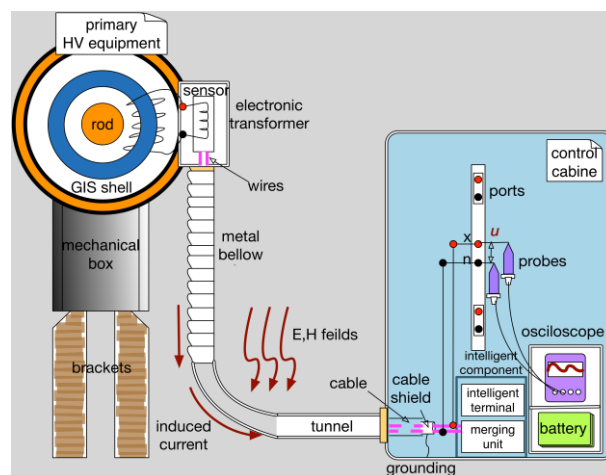 primary
HV equipment
sensor
electronic
transformer
rod
GIS shell
wires
control
cabine
ports
mechanical
box
metal
bellow
x
u
n
probes
E,H feilds
osciloscope
brackets
intelligent
component
cable
cable
shield
intelligent
terminal
induced
current
tunnel
merging
unit
battery
grounding